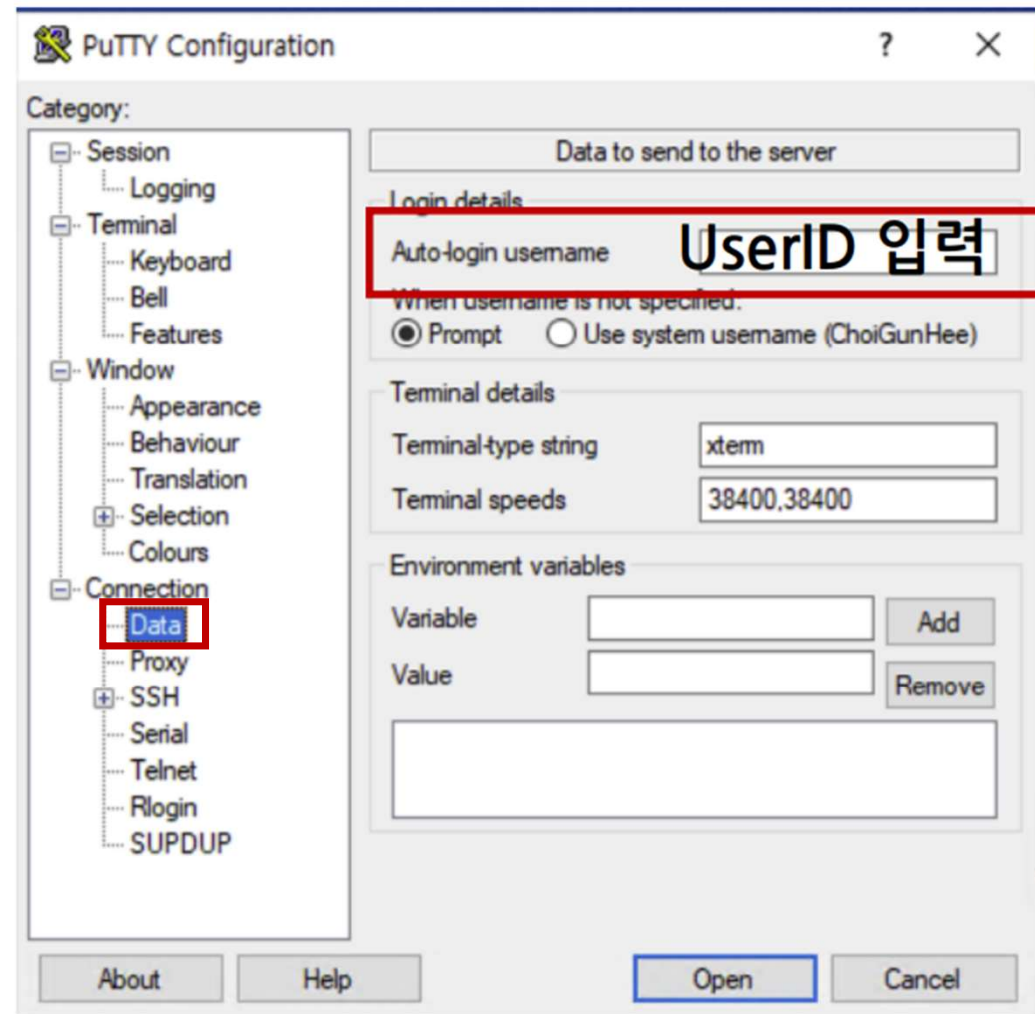 PuTTY Configuration
?
Category:
Session
Logging
Terminal
Keyboard
Bell
Features
Window
Appearance
Behaviour
Translation
Selection
Colours
Connection
Data
Proxy
SSH
Serial
Telnet
Rlogin
SUPDUP
Data to send to the server
Login details
Auto-login username UserID 입력
When username is not specified:
Prompt Use system username (ChoiGunHee)
Terminal details
Terminal-type string xterm
Terminal speeds 38400,38400
Environment variables
Variable Add
Value Remove
About Help Open Cancel